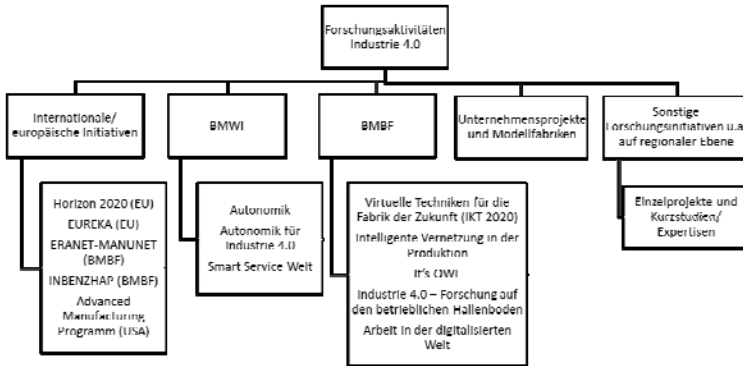 Forschungsaktivitäten
Industrie 4.0
Internationale/
europäische Initiativen
BMWI
BMBF
Unternehmensprojekte
und Modellfabriken
Sonstige
Forschungsinitiativen u.a.
auf regionaler Ebene
Horizon 2020 (EU)
EUREKA (EU)
ERANET-MANUNET
(BMBF)
INBENZHAP (BMBF)
Advanced
Manufacturing
Programm (USA)
Autonomik
Autonomik für
Industrie 4.0
Smart Service Welt
Virtuelle Techniken für die
Fabrik der Zukunft (IKT 2020)
Intelligente Vernetzung in der
Produktion
It's OWL
Industrie 4.0 – Forschung auf
den betrieblichen Hallenboden
Arbeit in der digitalisierten
Welt
Einzelprojekte und
Kurzstudien/
Expertisen